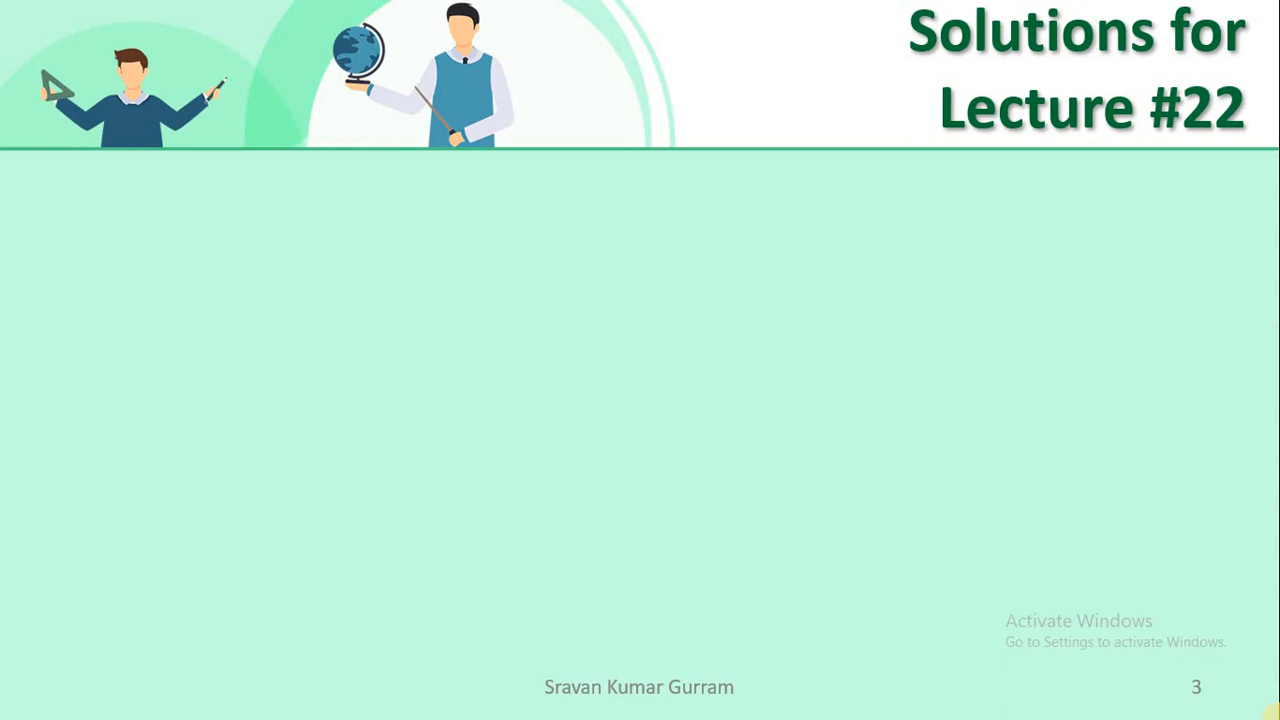 Solutions for
Lecture #22
Activate Windows
Go to Settings to activate Windows.
Sravan Kumar Gurram
3